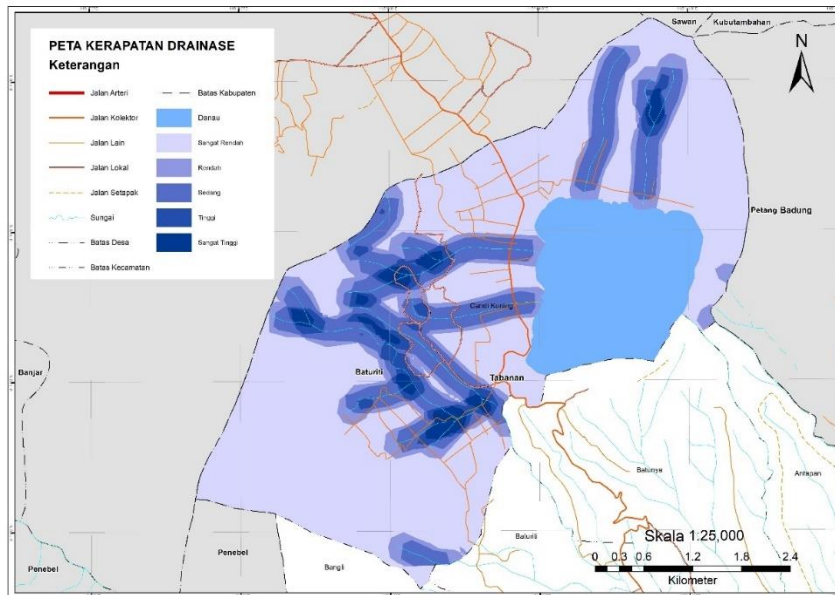 PETA KERAPATAN DRAINASE
Keterangan
Jalan Arteri
Jalan Kolektor
Jalan Lain
Jalan Lokal
Jalan Setapak
Sungai
Batas Desa
Batas Kecamatan
Batas Kabupaten
Danau
Sangat Rendah
Rendah
Sedang
Tinggi
Sangat Tinggi
Sawan
Kubutambahan
N
Petang Badung
Candi Kuning
Banjar
Baturiti
Tabanan
Batunya
Antapan
Baturiti
Skala 1:25,000
Penebel
Penebel
Bangli
0 0.3 0.6 1.2 1.8 2.4
Kilometer